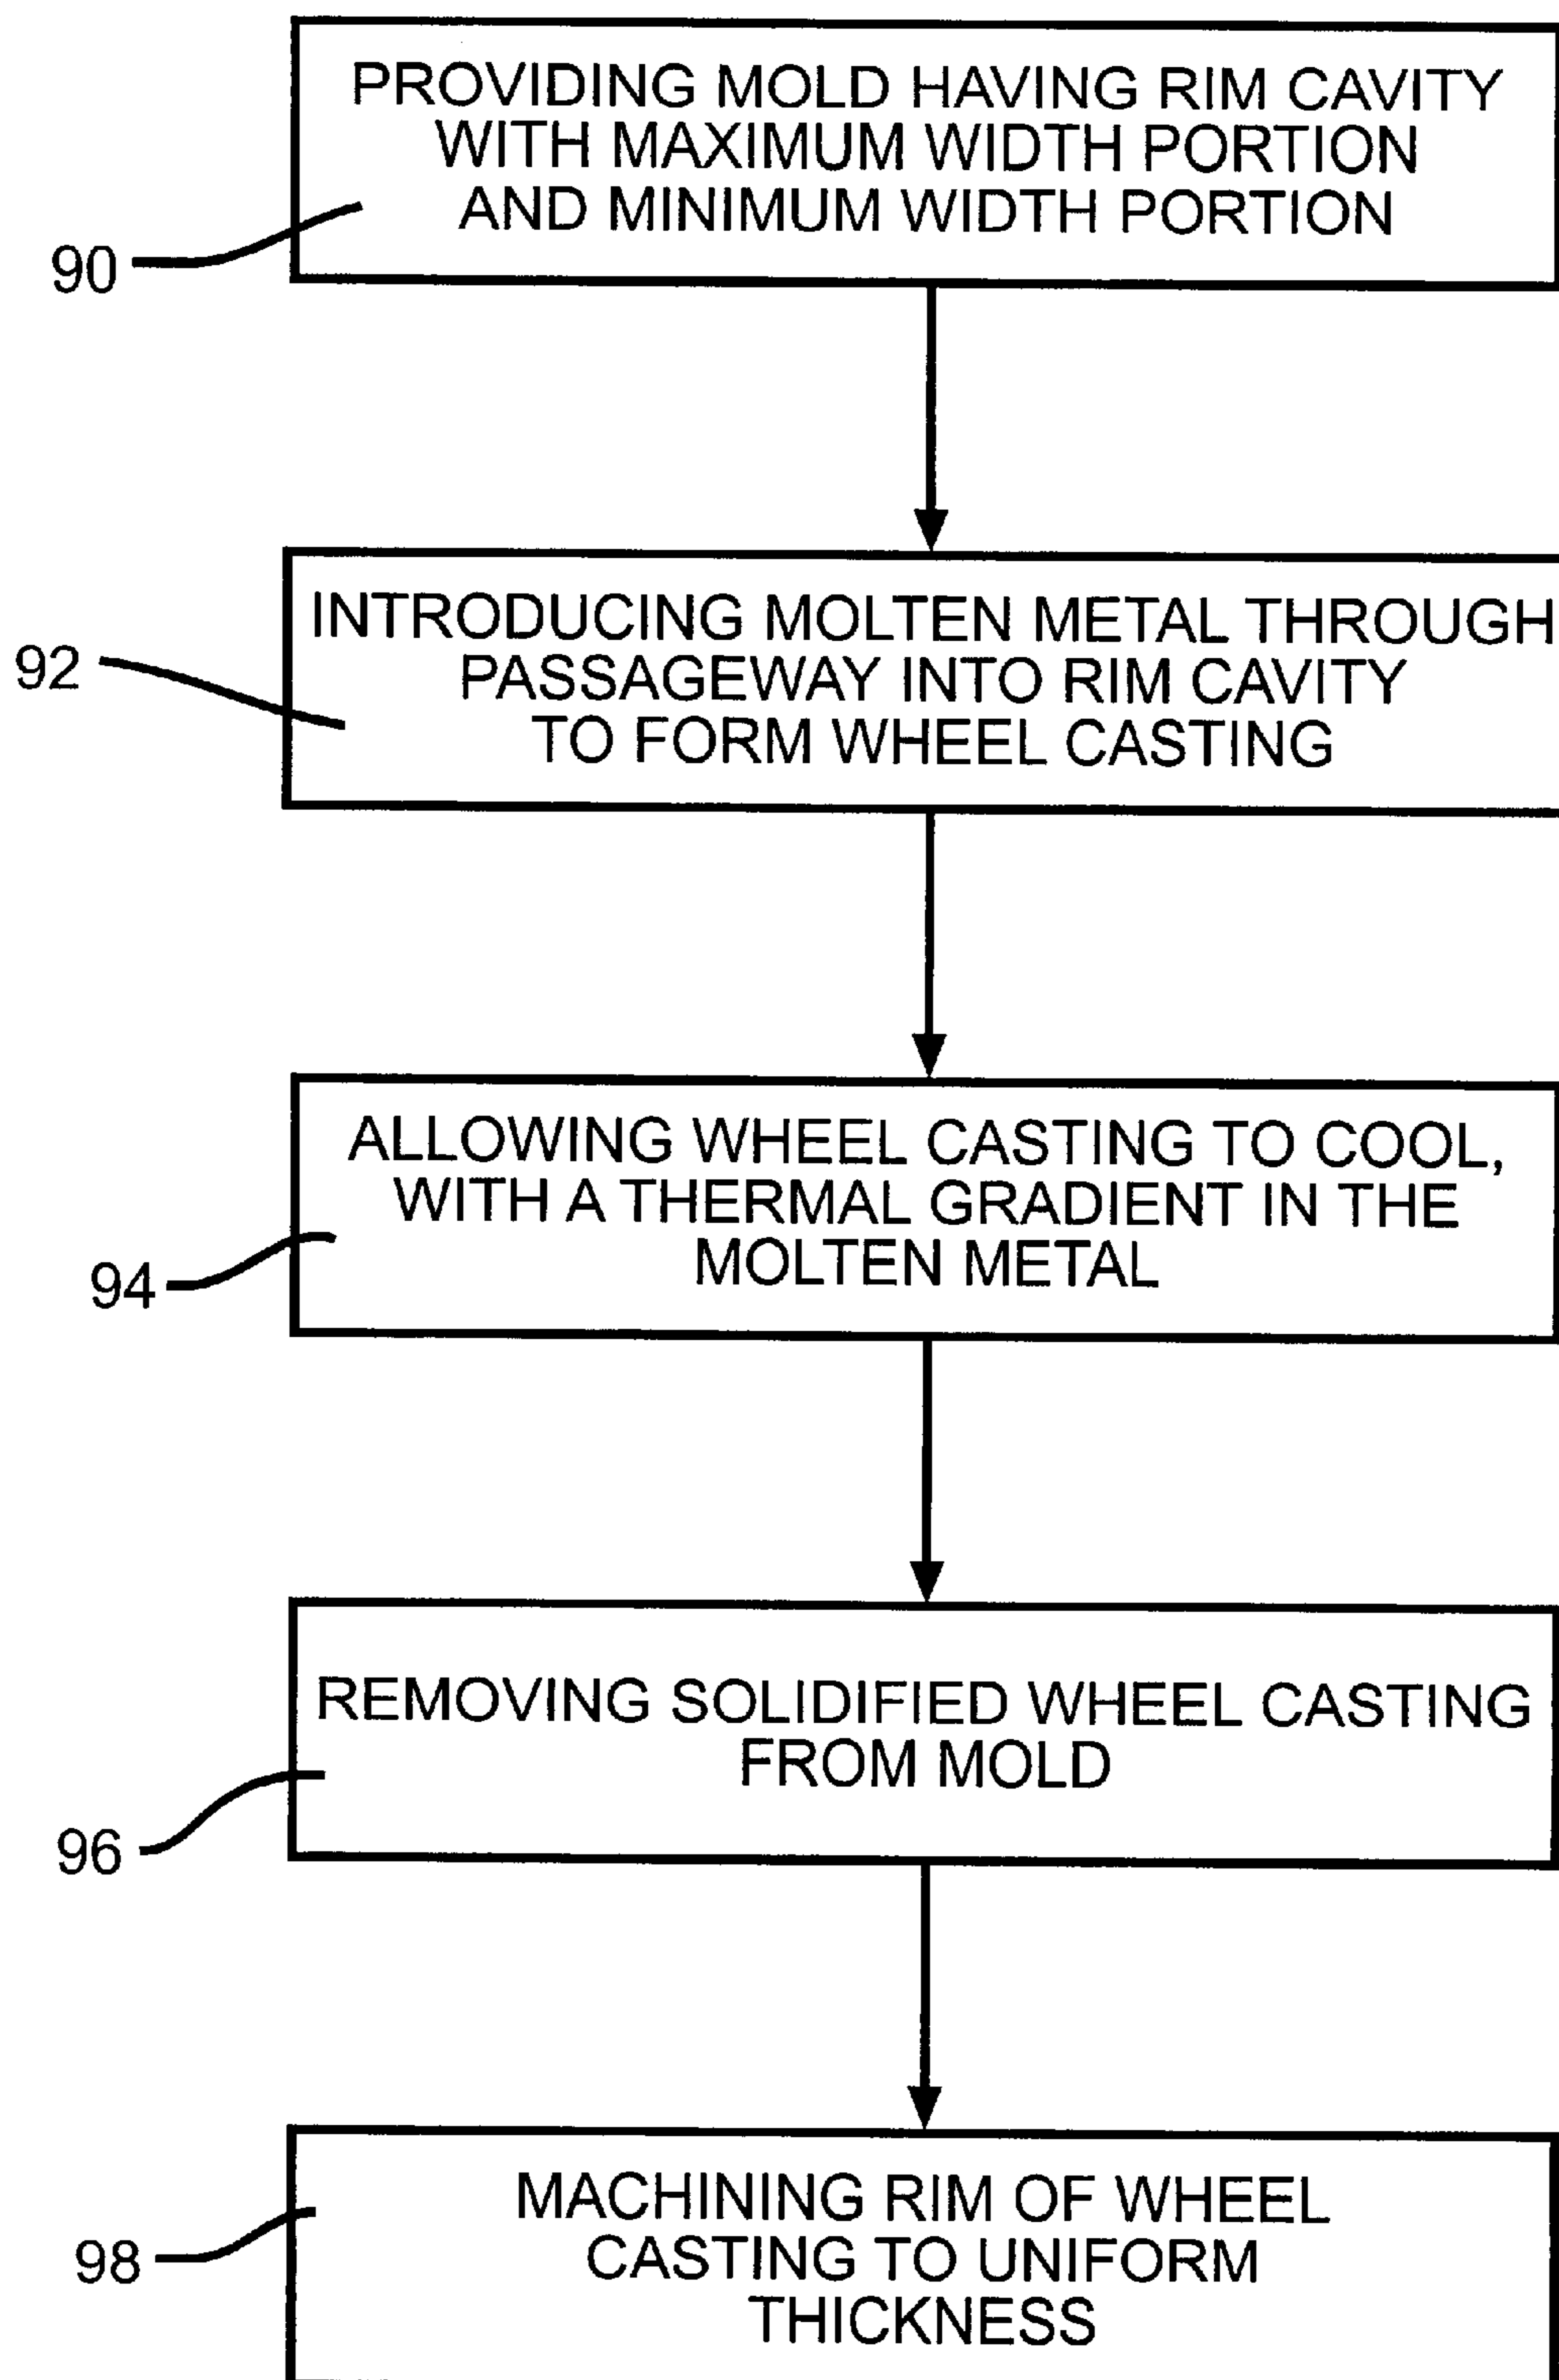 PROVIDING MOLD HAVING RIM CAVITY
WITH MAXIMUM WIDTH PORTION
AND MINIMUM WIDTH PORTION
90
INTRODUCING MOLTEN METAL THROUGH
PASSAGEWAY INTO RIM CAVITY
TO FORM WHEEL CASTING
92
ALLOWING WHEEL CASTING TO COOL,
WITH A THERMAL GRADIENT IN THE
MOLTEN METAL
94
REMOVING SOLIDIFIED WHEEL CASTING
FROM MOLD
96
MACHINING RIM OF WHEEL
CASTING TO UNIFORM
THICKNESS
98